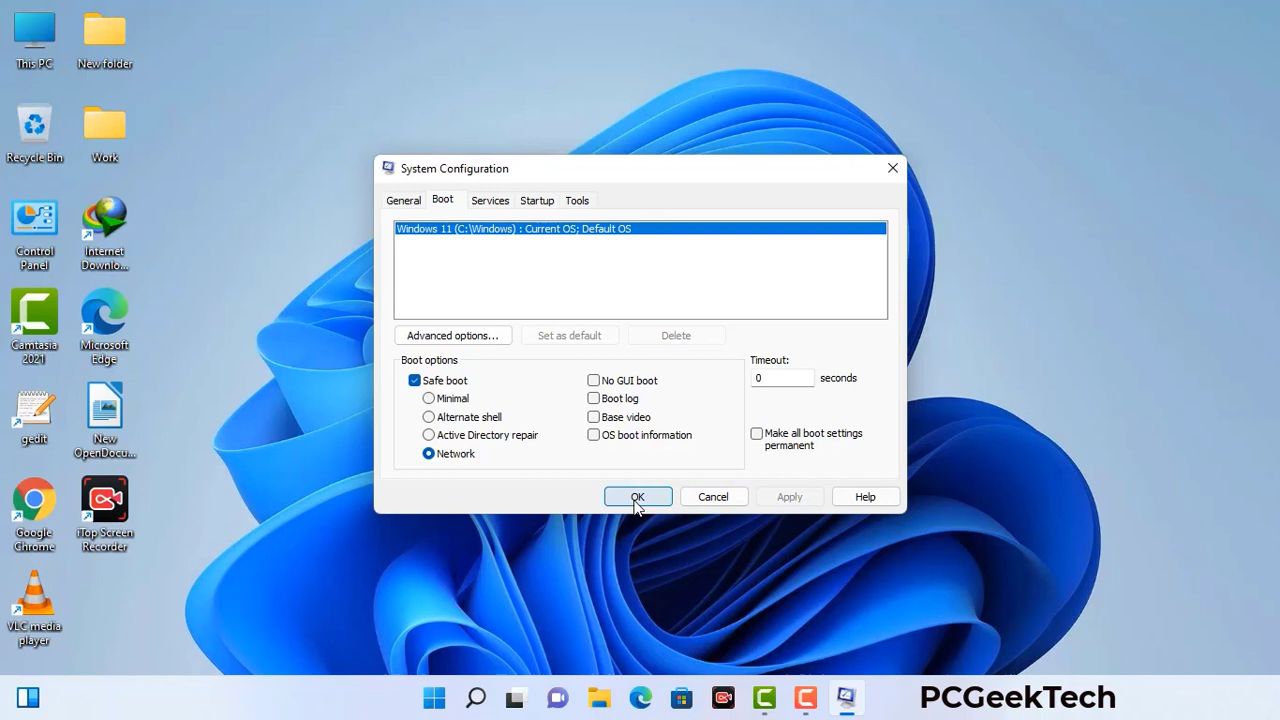 This PC
New folder
Recycle Bin
Work
Control
Panel
Internet
Downlo...
Camtasia
2021
Microsoft
Edge
gedit
New
OpenDocu...
Google
Chrome
iTop Screen
Recorder
VLC media
player
System Configuration
General
Boot
Services
Startup
Tools
Windows 11 (C:\Windows) : Current OS; Default OS
Advanced options...
Set as default
Delete
Boot options
Safe boot
Minimal
Alternate shell
Active Directory repair
Network
No GUI boot
Boot log
Base video
OS boot information
Timeout:
0 seconds
Make all boot settings
permanent
OK
Cancel
Apply
Help
PCGeekTech